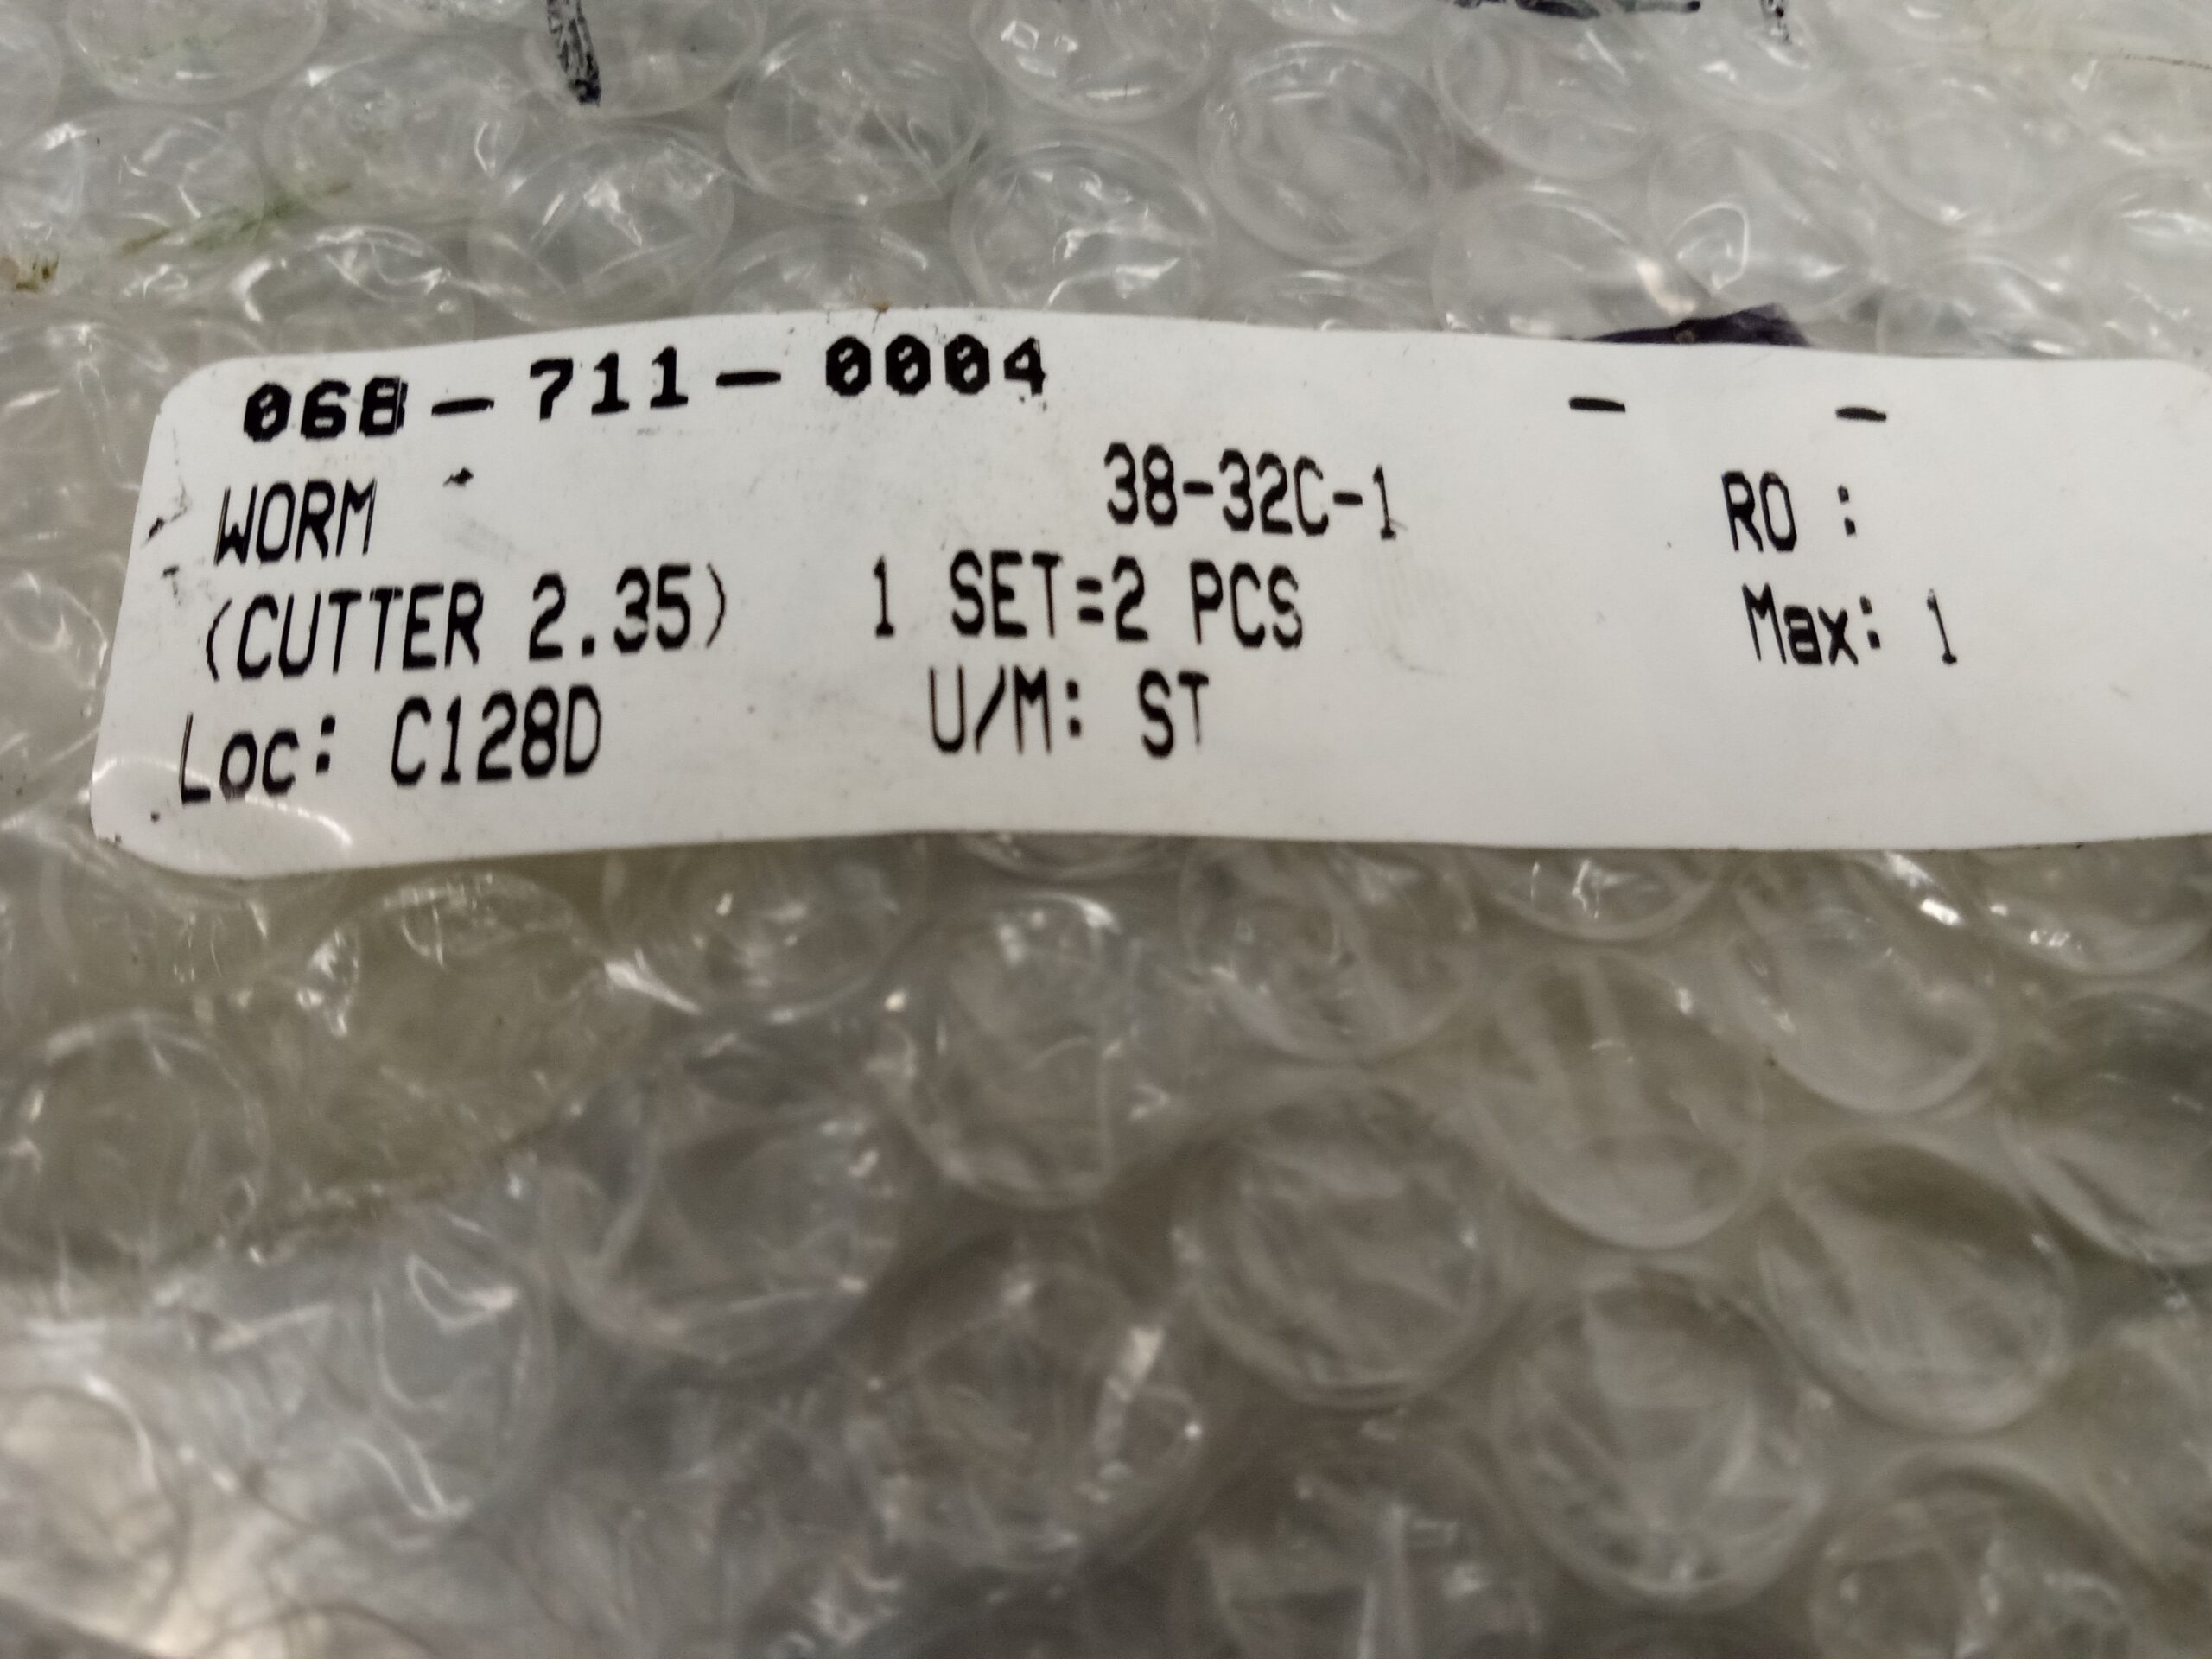 068-711-0004 - -
WORM 38-32C-1 RO :
(CUTTER 2.35) 1 SET=2 PCS Max: 1
Loc: C128D U/M: ST